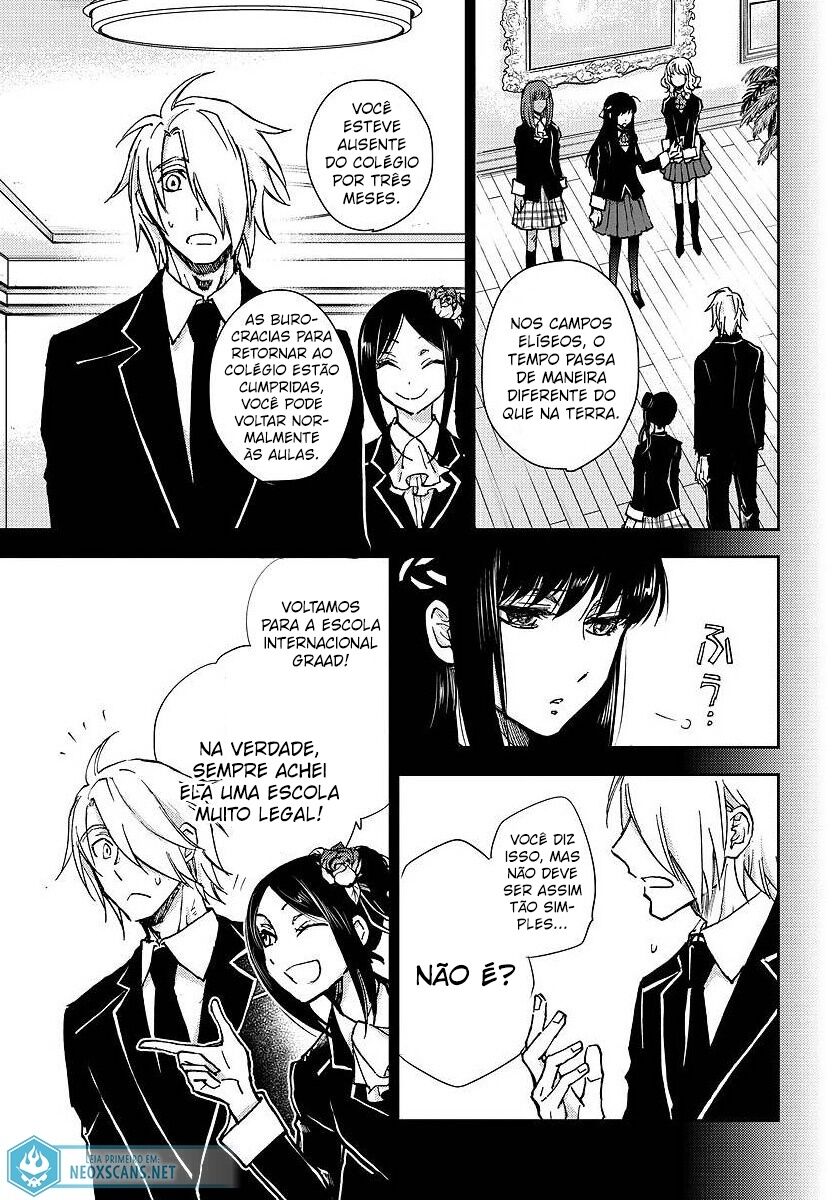 NOS CAMPOS
ELÍSEOS, O
TEMPO PASSA
DE MANEIRA
DIFERENTE DO
QUE NA TERRA.
VOCÊ
ESTEVE
AUSENTE
DO COLÉGIO
POR TRÊS
MESES.
AS BURO-
CRACIAS PARA
RETORNAR AO
COLÉGIO ESTÃO
CUMPRIDAS,
VOCÊ PODE
VOLTAR NOR-
MALMENTE
ÀS AULAS.
ふぅ…
VOLTAMOS
PARA A ESCOLA
INTERNACIONAL
GRAAD!
NA VERDADE,
SEMPRE ACHEI
ELA UMA ESCOLA
MUITO LEGAL!
VOCÊ DIZ
ISSO, MAS
NÃO DEVE
SER ASSIM
TÃO SIM-
PLES...
NÃO É?
LEIA PRIMEIRO EM:
NEOXSCANS.NET